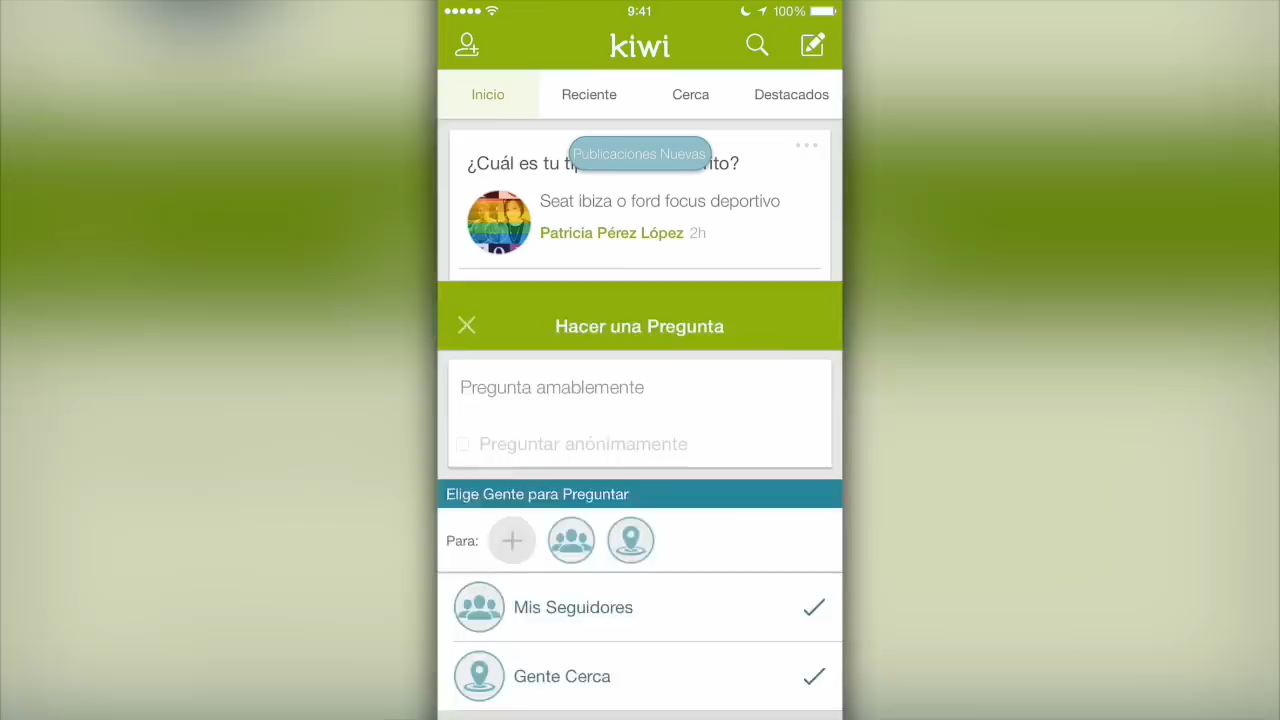 9:41
100%
kiwi
Inicio
Reciente
Cerca
Destacados
Publicaciones Nuevas
¿Cuál es tu ti
ito?
Seat ibiza o ford focus deportivo
Patricia Pérez López 2h
Hacer una Pregunta
Pregunta amablemente
Preguntar anónimamente
Elige Gente para Preguntar
Para:
Mis Seguidores
Gente Cerca